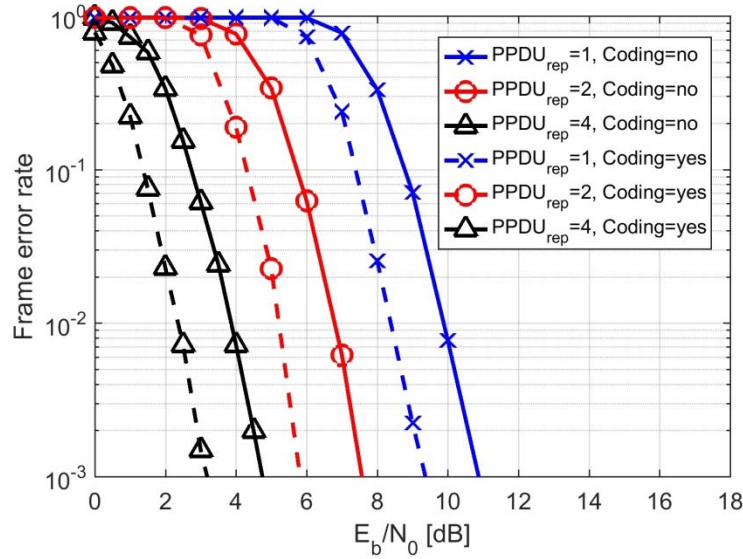 10⁰
10⁻¹
10⁻²
10⁻³
Frame error rate
0 2 4 6 8 10 12 14 16 18
E_b/N_0 [dB]
PPDU_rep=1, Coding=no
PPDU_rep=2, Coding=no
PPDU_rep=4, Coding=no
PPDU_rep=1, Coding=yes
PPDU_rep=2, Coding=yes
PPDU_rep=4, Coding=yes